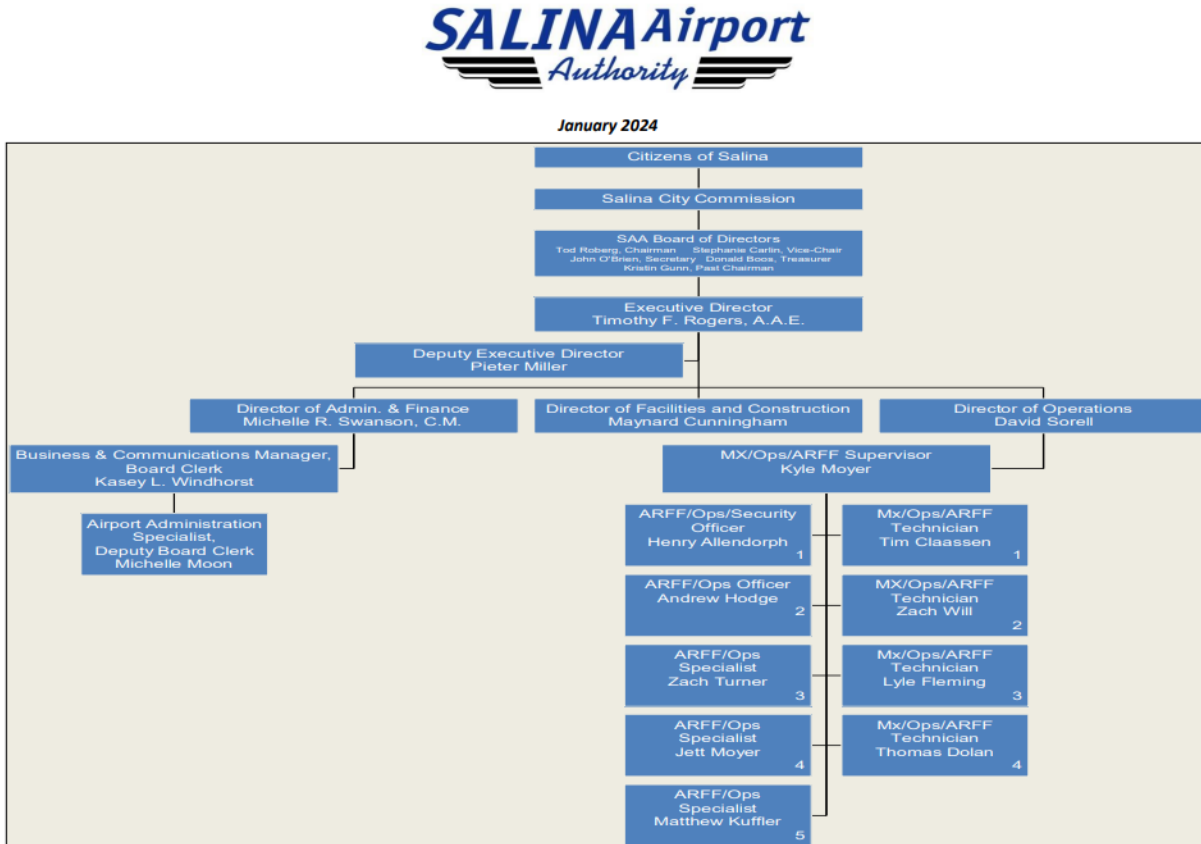 SALINA Airport
Authority
January 2024
Citizens of Salina
Salina City Commission
SAA Board of Directors
Tod Roberg, Chairman Stephanie Carlin, Vice-Chair
John O'Brien, Secretary Donald Boos, Treasurer
Kristin Gunn, Past Chairman
Executive Director
Timothy F. Rogers, A.A.E.
Deputy Executive Director
Pieter Miller
Director of Admin. & Finance
Michelle R. Swanson, C.M.
Director of Facilities and Construction
Maynard Cunningham
Director of Operations
David Sorell
Business & Communications Manager,
Board Clerk
Kasey L. Windhorst
Airport Administration
Specialist,
Deputy Board Clerk
Michelle Moon
MX/Ops/ARFF Supervisor
Kyle Moyer
ARFF/Ops/Security
Officer
Henry Allendorph
1
Mx/Ops/ARFF
Technician
Tim Claassen
1
ARFF/Ops Officer
Andrew Hodge
2
MX/Ops/ARFF
Technician
Zach Will
2
ARFF/Ops
Specialist
Zach Turner
3
Mx/Ops/ARFF
Technician
Lyle Fleming
3
ARFF/Ops
Specialist
Jett Moyer
4
Mx/Ops/ARFF
Technician
Thomas Dolan
4
ARFF/Ops
Specialist
Matthew Kuffler
5